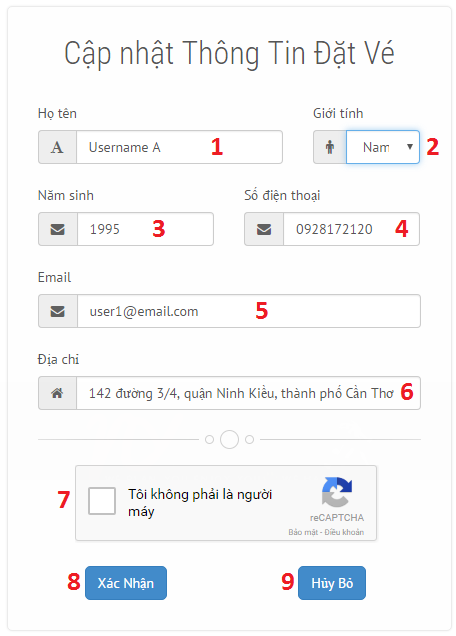 Cập nhật Thông Tin Đặt Vé
Họ tên Giới tính
A Username A 1 Nam 2
Năm sinh Số điện thoại
1995 3 0928172120 4
Email
user1@email.com 5
Địa chỉ
142 đường 3/4, quận Ninh Kiều, thành phố Cần Thơ 6
7 Tôi không phải là người
máy
reCAPTCHA
Bảo mật - Điều khoản
8 Xác Nhận 9 Hủy Bỏ